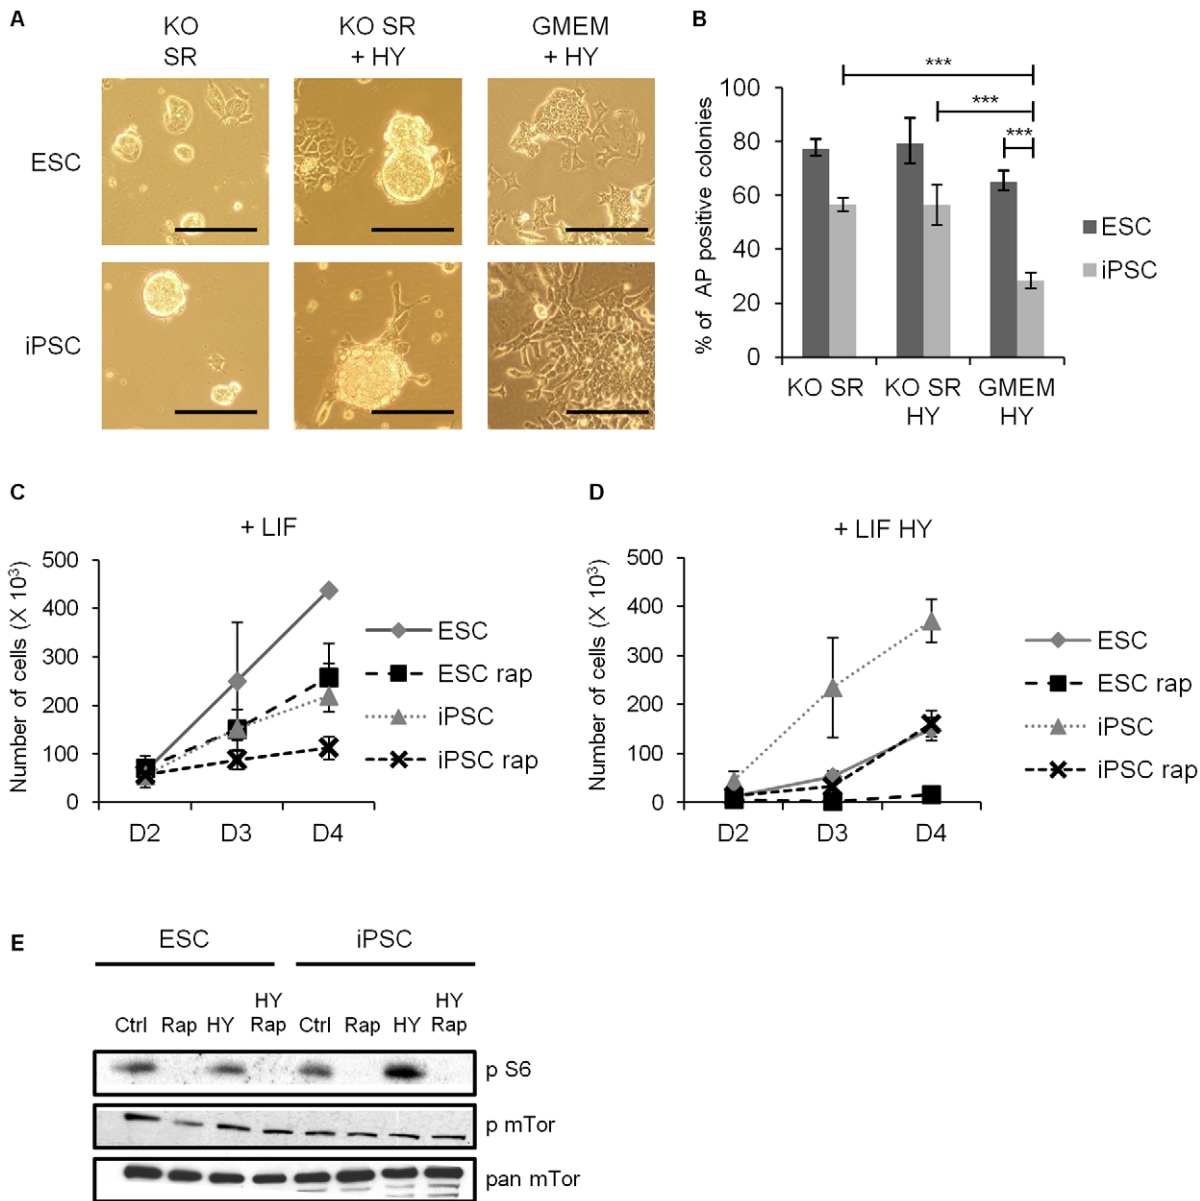 A
KO
SR
KO SR
+ HY
GMEM
+ HY
ESC
iPSC
B
***
***
***
% of AP positive colonies
100
80
60
40
20
0
KO SR
KO SR
HY
GMEM
HY
ESC
iPSC
C
+ LIF
Number of cells (X 10³)
500
400
300
200
100
0
D2
D3
D4
ESC
ESC rap
iPSC
iPSC rap
D
+ LIF HY
Number of cells (X 10³)
500
400
300
200
100
0
D2
D3
D4
ESC
ESC rap
iPSC
iPSC rap
E
ESC
iPSC
Ctrl
Rap
HY
HY
Rap
Ctrl
Rap
HY
HY
Rap
p S6
p mTor
pan mTor